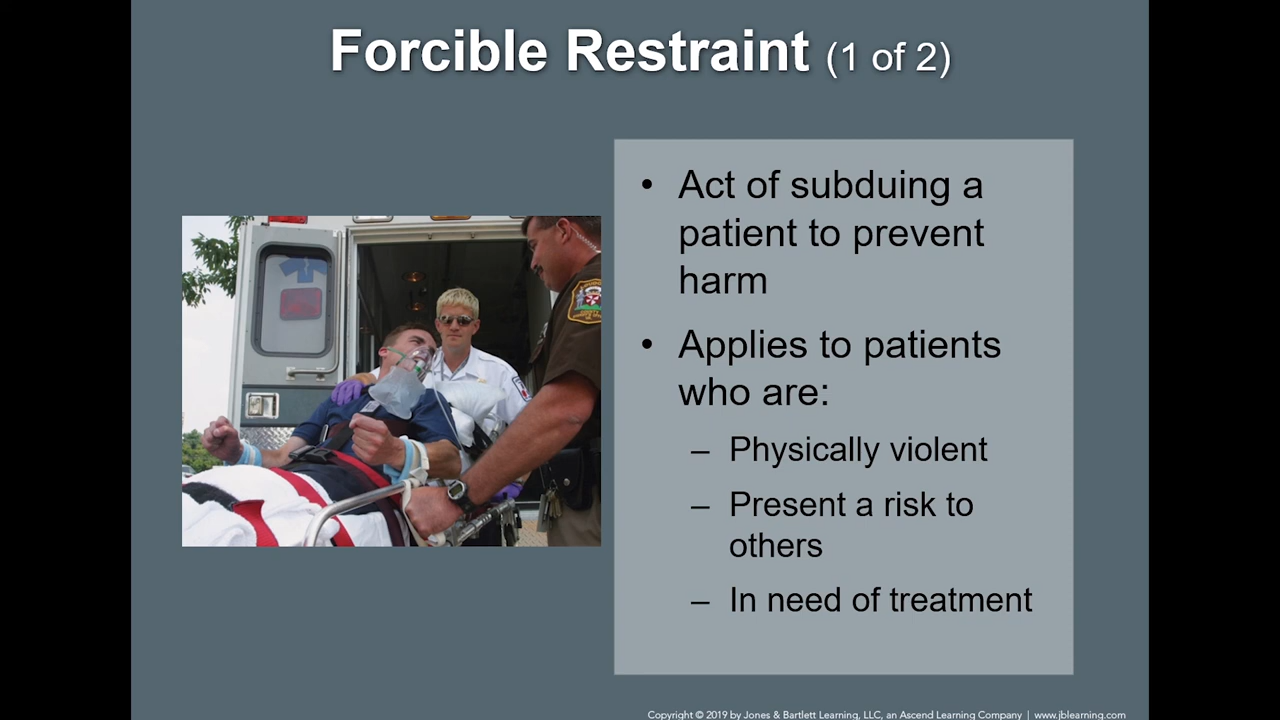 Forcible Restraint (1 of 2)
• Act of subduing a
patient to prevent
harm
• Applies to patients
who are:
– Physically violent
– Present a risk to
others
– In need of treatment
Copyright © 2019 by Jones & Bartlett Learning, LLC, an Ascend Learning Company | www.jblearning.com